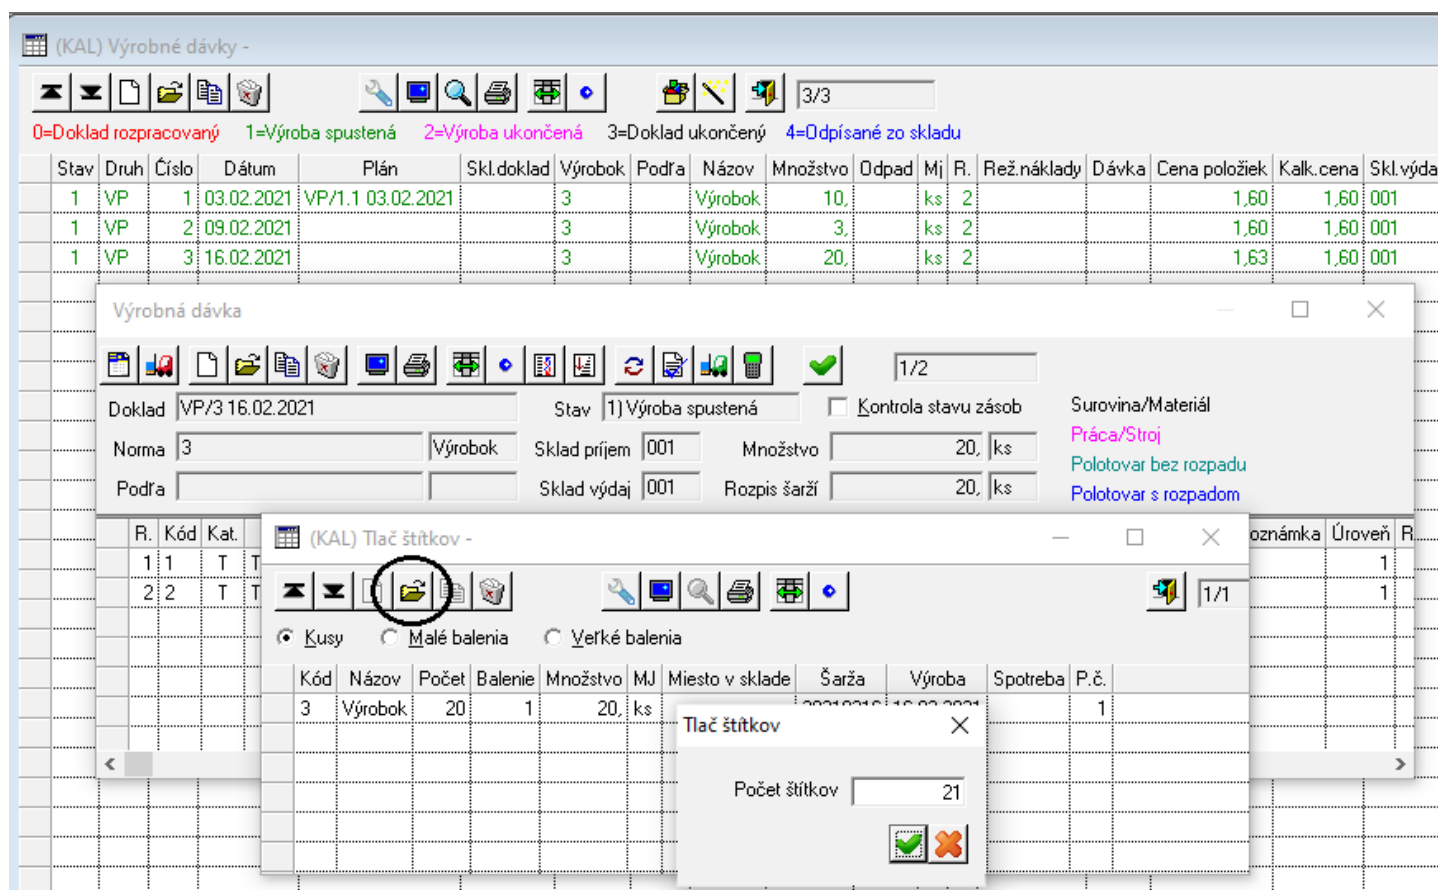 (KAL) Výrobné dávky -
3/3
0=Doklad rozpracovaný 1=Výroba spustená 2=Výroba ukončená 3=Doklad ukončený 4=Odpísané zo skladu
Stav Druh Číslo Dátum Plán Skl.doklad Výrobok Podľa Názov Množstvo Odpad Mj R. Rež.náklady Dávka Cena položiek Kalk.cena Skl.výda
1 VP 1 03.02.2021 VP/1.1 03.02.2021 3 Výrobok 10, ks 2 1,60 1,60 001
1 VP 2 09.02.2021 3 Výrobok 3, ks 2 1,60 1,60 001
1 VP 3 16.02.2021 3 Výrobok 20, ks 2 1,63 1,60 001
Výrobná dávka
1/2
Doklad VP/3 16.02.2021 Stav 1) Výroba spustená Kontrola stavu zásob Surovina/Materiál
Práca/Stroj
Norma 3 Výrobok Sklad príjem 001 Množstvo 20, ks
Polotovar bez rozpadu
Podľa Sklad výdaj 001 Rozpis šarží 20, ks Polotovar s rozpadom
R. Kód Kat. oznámka Úroveň R
1 1 T T 1
2 2 T T 1
(KAL) Tlač štítkov -
1/1
Kusy Malé balenia Veľké balenia
Kód Názov Počet Balenie Množstvo MJ Miesto v sklade Šarža Výroba Spotreba P.č.
3 Výrobok 20 1 20, ks 20210216 16.02.2021 1
Tlač štítkov
Počet štítkov 21